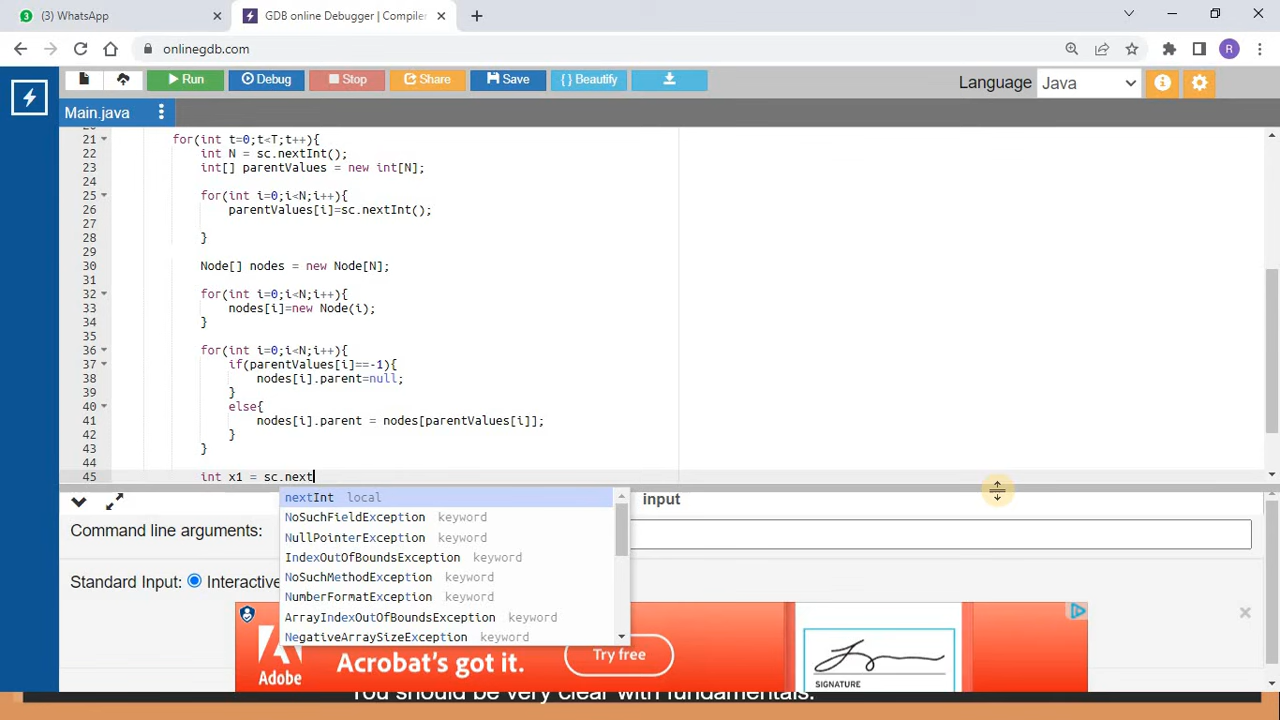 (3) WhatsApp
GDB online Debugger | Compiler
onlinegdb.com
R
Run
Debug
Stop
Share
Save
{ } Beautify
Language
Java
Main.java
21 for(int t=0;t<T;t++){
22 int N = sc.nextInt();
23 int[] parentValues = new int[N];
24
25 for(int i=0;i<N;i++){
26 parentValues[i]=sc.nextInt();
27
28 }
29
30 Node[] nodes = new Node[N];
31
32 for(int i=0;i<N;i++){
33 nodes[i]=new Node(i);
34 }
35
36 for(int i=0;i<N;i++){
37 if(parentValues[i]==-1){
38 nodes[i].parent=null;
39 }
40 else{
41 nodes[i].parent = nodes[parentValues[i]];
42 }
43 }
44
45 int x1 = sc.next
nextInt local
NoSuchFieldException keyword
NullPointerException keyword
IndexOutOfBoundsException keyword
NoSuchMethodException keyword
NumberFormatException keyword
ArrayIndexOutOfBoundsException keyword
NegativeArraySizeException keyword
input
Command line arguments:
Standard Input: Interactive
Adobe
Acrobat's got it.
Try free
SIGNATURE
You should be very clear with fundamentals.